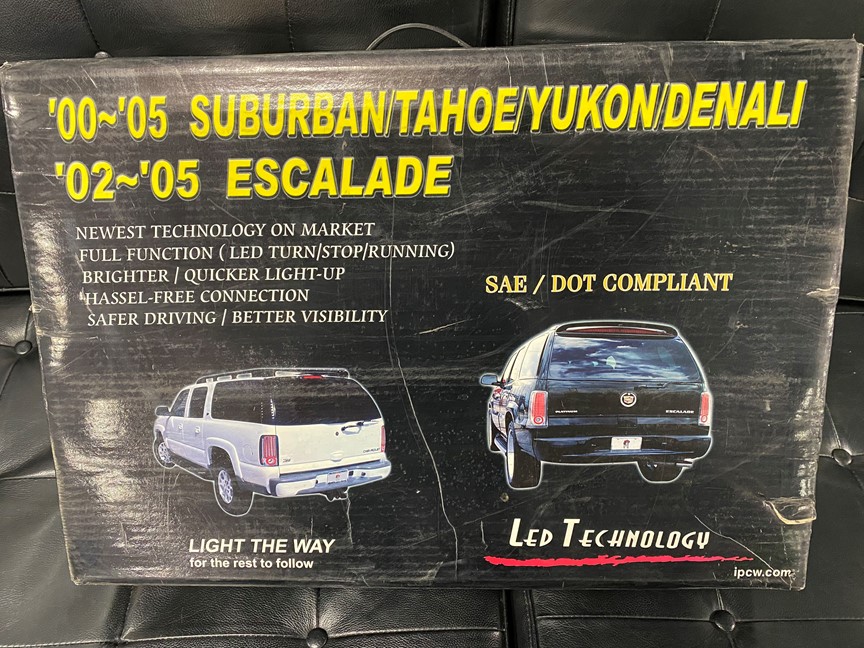 '00~'05 SUBURBAN/TAHOE/YUKON/DENALI
'02~'05 ESCALADE
NEWEST TECHNOLOGY ON MARKET
FULL FUNCTION ( LED TURN/STOP/RUNNING)
BRIGHTER / QUICKER LIGHT-UP
HASSEL-FREE CONNECTION
SAFER DRIVING / BETTER VISIBILITY
SAE / DOT COMPLIANT
ESCALADE
LIGHT THE WAY
for the rest to follow
LED TECHNOLOGY
ipcw.com